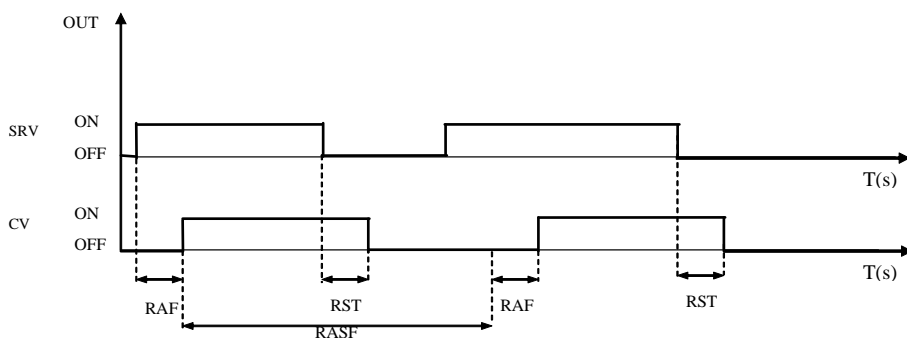 OUT
SRV
ON
OFF
T(s)
CV
ON
OFF
T(s)
RAF
RST
RAF
RST
RASF